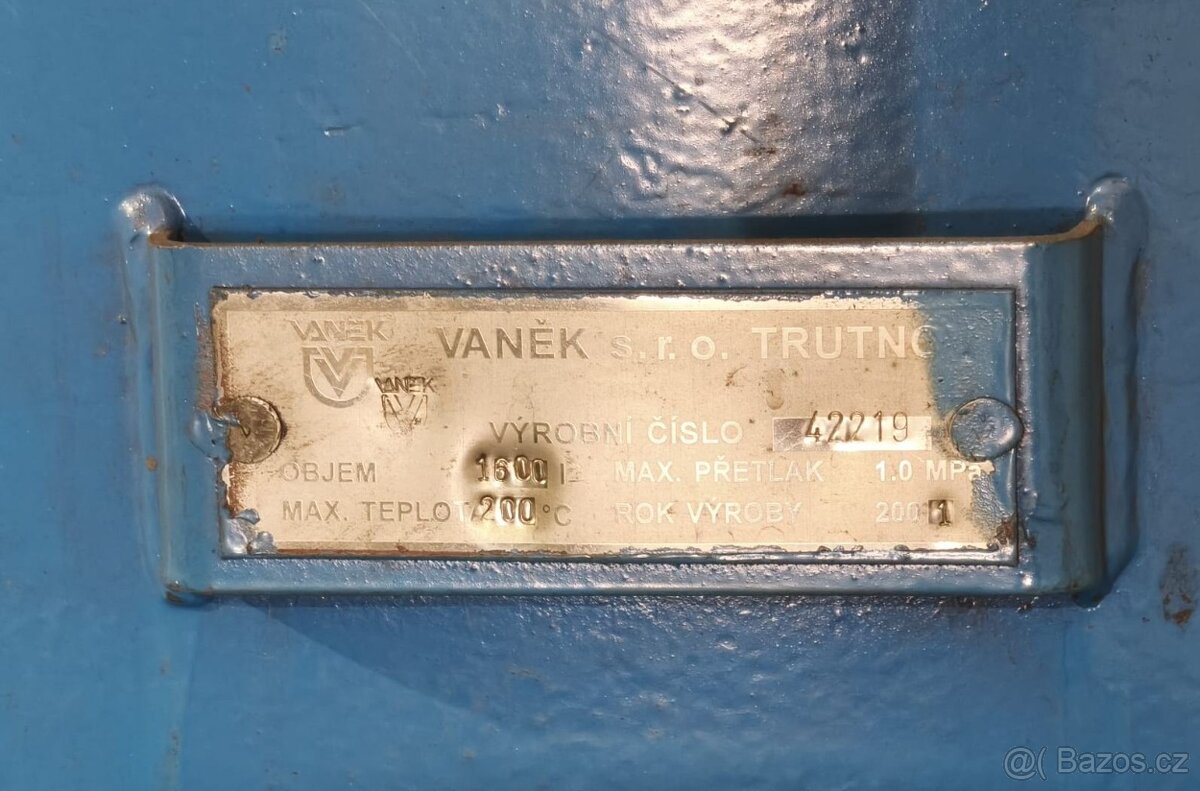 VANĚK
VANĚK s.r.o. TRUTNO
VANĚK
VÝROBNÍ ČÍSLO 42219
OBJEM 1600 l MAX. PŘETLAK 1.0 MPa
MAX. TEPLOTA 200 °C ROK VÝROBY 2001
@( Bazos.cz